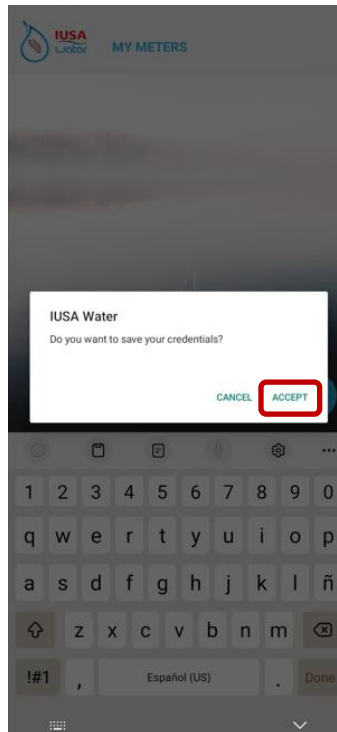 IUSA
water
MY METERS
IUSA Water
Do you want to save your credentials?
CANCEL ACCEPT
1 2 3 4 5 6 7 8 9 0
q w e r t y u i o p
a s d f g h j k l ñ
z x c v b n m
!#1 , Español (US) . Done